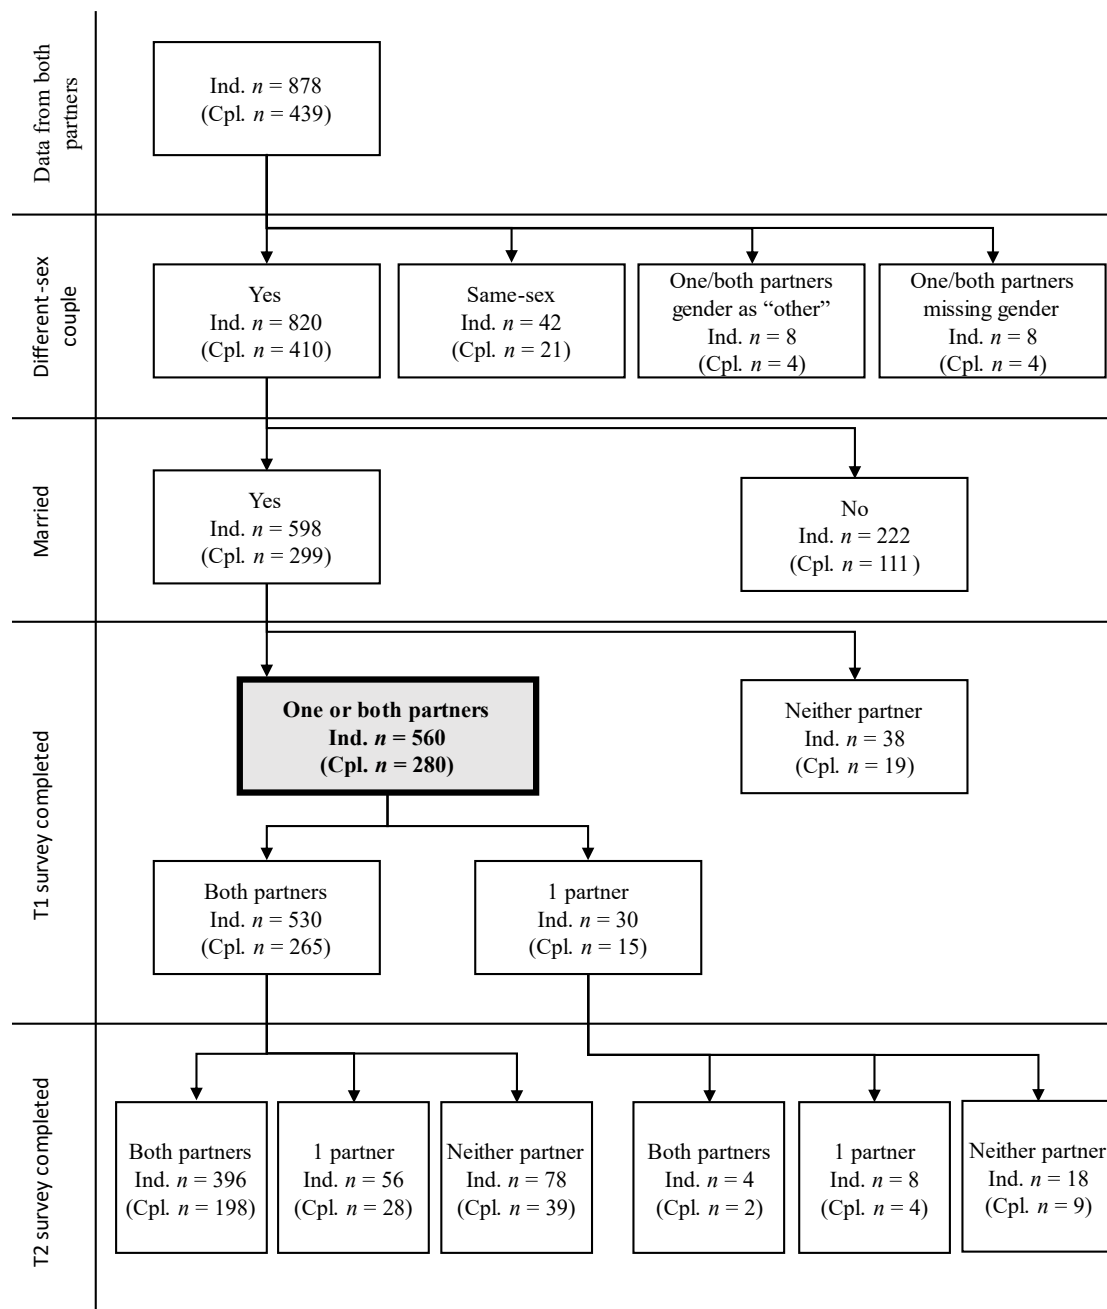 Data from both
partners
Ind. n = 878
(Cpl. n = 439)
Different-sex
couple
Yes
Ind. n = 820
(Cpl. n = 410)
Same-sex
Ind. n = 42
(Cpl. n = 21)
One/both partners
gender as “other”
Ind. n = 8
(Cpl. n = 4)
One/both partners
missing gender
Ind. n = 8
(Cpl. n = 4)
Married
Yes
Ind. n = 598
(Cpl. n = 299)
No
Ind. n = 222
(Cpl. n = 111)
T1 survey completed
One or both partners
Ind. n = 560
(Cpl. n = 280)
Neither partner
Ind. n = 38
(Cpl. n = 19)
Both partners
Ind. n = 530
(Cpl. n = 265)
1 partner
Ind. n = 30
(Cpl. n = 15)
T2 survey completed
Both partners
Ind. n = 396
(Cpl. n = 198)
1 partner
Ind. n = 56
(Cpl. n = 28)
Neither partner
Ind. n = 78
(Cpl. n = 39)
Both partners
Ind. n = 4
(Cpl. n = 2)
1 partner
Ind. n = 8
(Cpl. n = 4)
Neither partner
Ind. n = 18
(Cpl. n = 9)